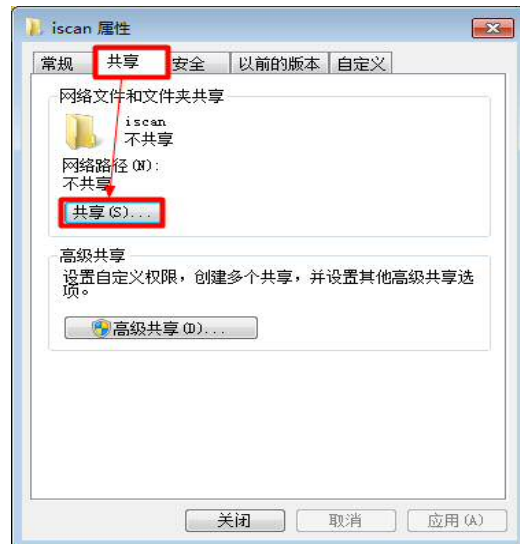 iscan 属性
常规 共享 安全 以前的版本 自定义
网络文件和文件夹共享
iscan
不共享
网络路径(N):
不共享
共享(S)...
高级共享
设置自定义权限，创建多个共享，并设置其他高级共享选
项。
高级共享(D)...
关闭 取消 应用(A)